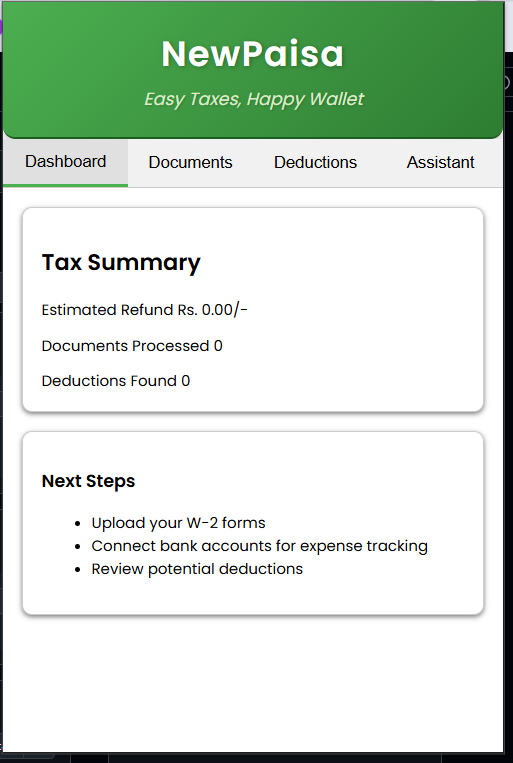 NewPaisa
Easy Taxes, Happy Wallet
Dashboard Documents Deductions Assistant
Tax Summary
Estimated Refund Rs. 0.00/-
Documents Processed 0
Deductions Found 0
Next Steps
• Upload your W-2 forms
• Connect bank accounts for expense tracking
• Review potential deductions